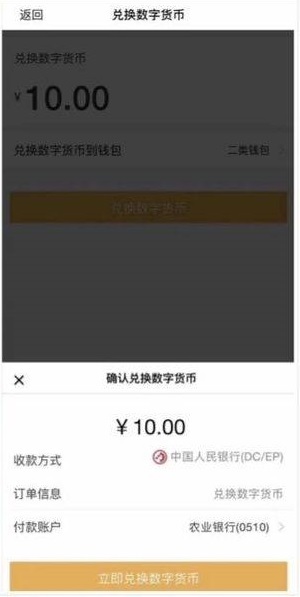 返回 兑换数字货币
兑换数字货币
¥10.00
兑换数字货币到钱包 二类钱包
兑换数字货币
确认兑换数字货币
¥10.00
收款方式 中国人民银行(DC/EP)
订单信息 兑换数字货币
付款账户 农业银行(0510)
立即兑换数字货币